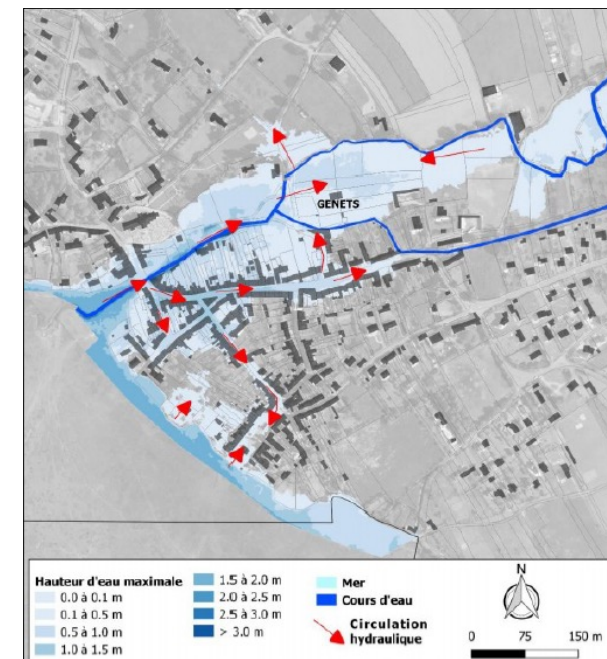 GENETS
Hauteur d'eau maximale
0.0 à 0.1 m
0.1 à 0.5 m
0.5 à 1.0 m
1.0 à 1.5 m
1.5 à 2.0 m
2.0 à 2.5 m
2.5 à 3.0 m
> 3.0 m
Mer
Cours d'eau
Circulation
hydraulique
N
0 75 150 m